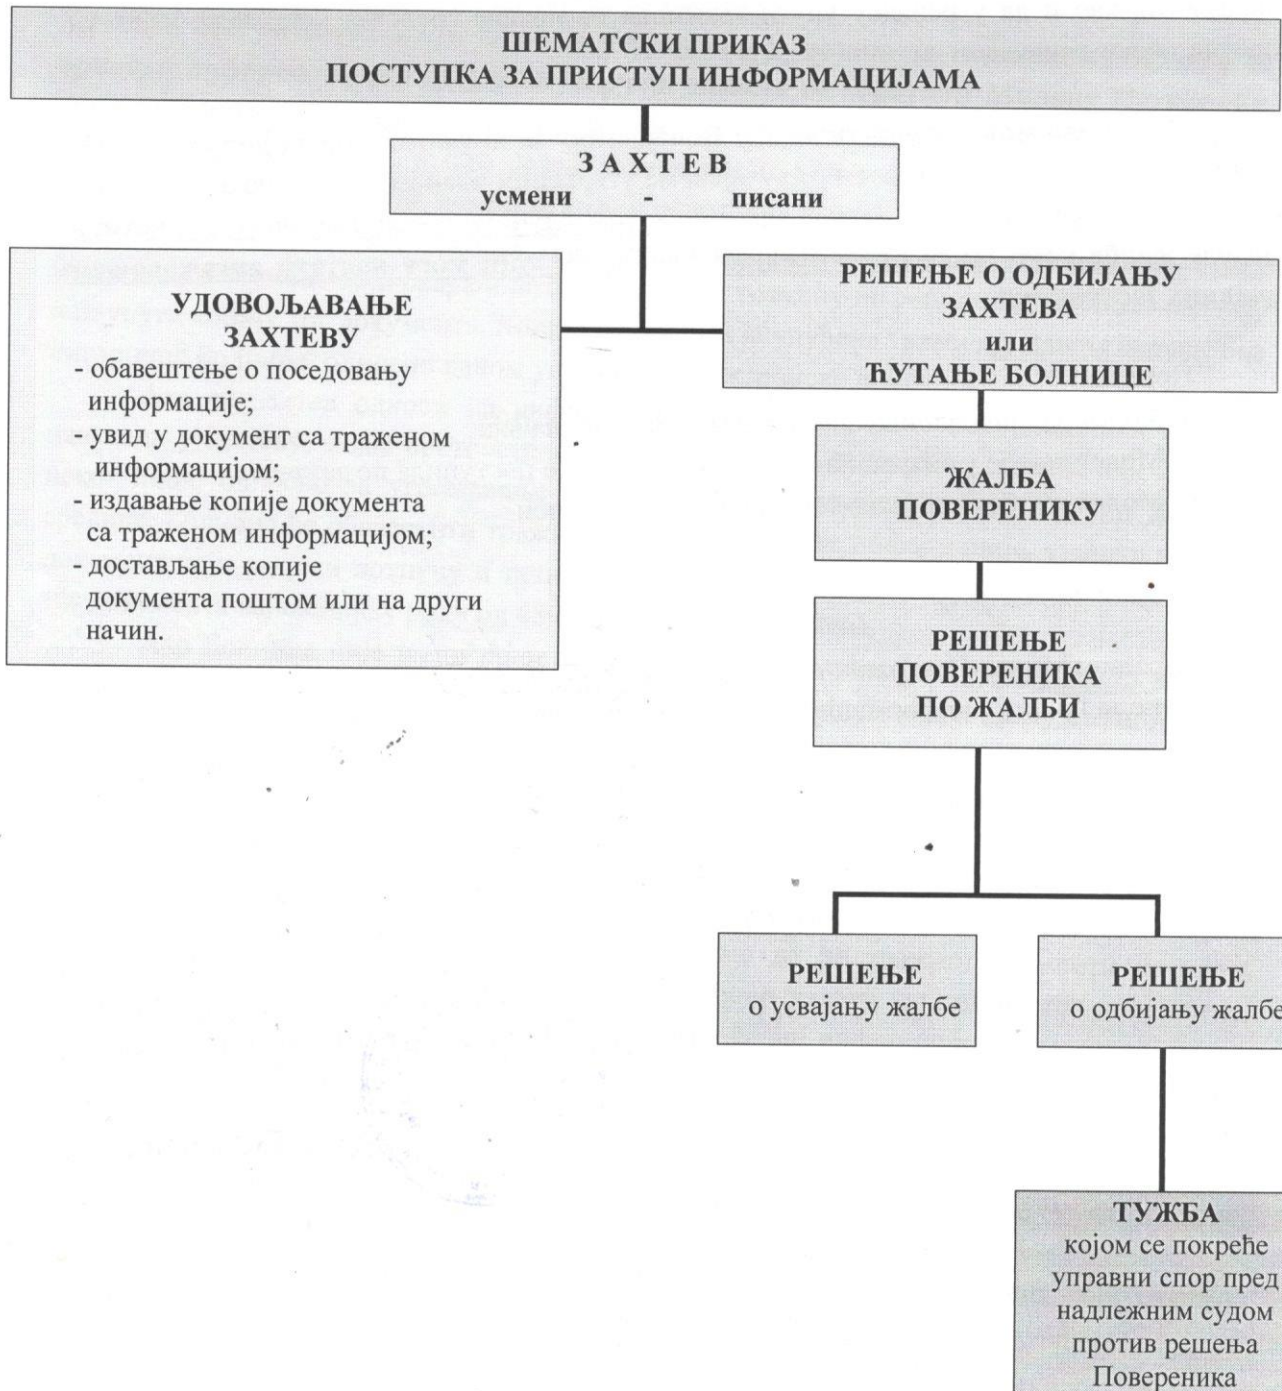 ШЕМАТСКИ ПРИКАЗ
ПОСТУПКА ЗА ПРИСТУП ИНФОРМАЦИЈАМА
З А Х Т Е В
усмени - писани
УДОВОЉАВАЊЕ
ЗАХТЕВУ
- обавештење о поседовању
информације;
- увид у документ са траженом
информацијом;
- издавање копије документа
са траженом информацијом;
- достављање копије
документа поштом или на други
начин.
РЕШЕЊЕ О ОДБИЈАЊУ
ЗАХТЕВА
или
ЋУТАЊЕ БОЛНИЦЕ
ЖАЛБА
ПОВЕРЕНИКУ
РЕШЕЊЕ
ПОВЕРЕНИКА
ПО ЖАЛБИ
РЕШЕЊЕ
о усвајању жалбе
РЕШЕЊЕ
о одбијању жалбе
ТУЖБА
којом се покреће
управни спор пред
надлежним судом
против решења
Повереника